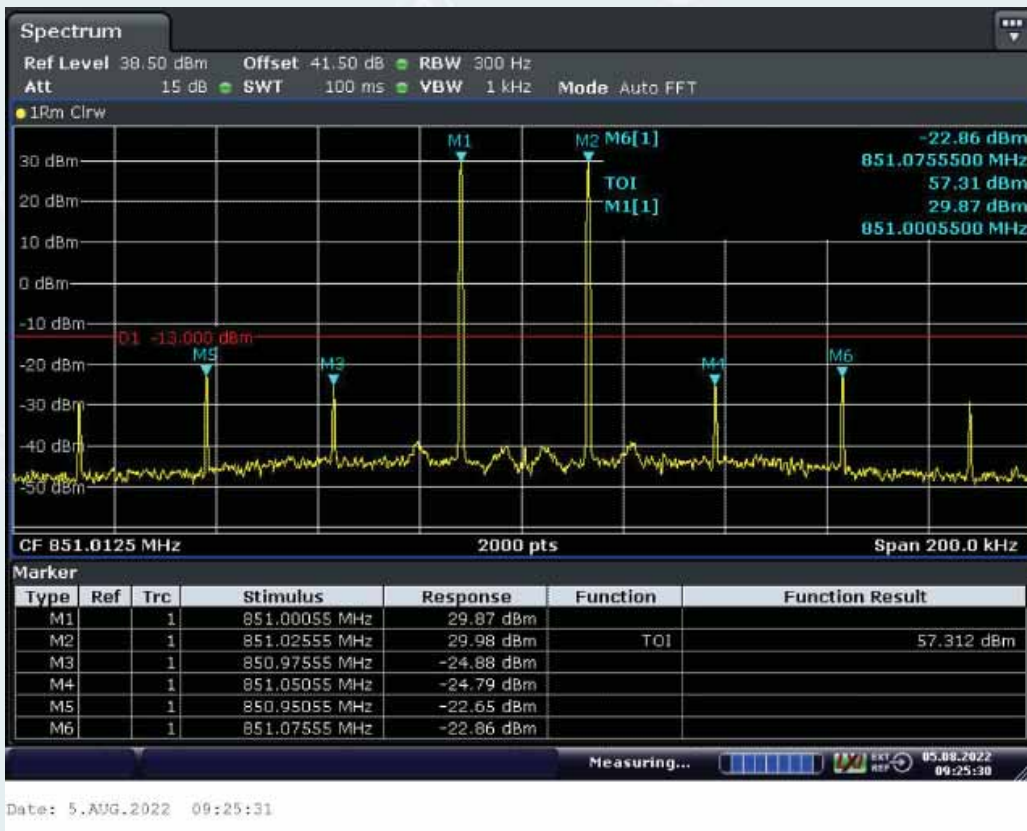 Spectrum
Ref Level 38.50 dBm Offset 41.50 dB RBW 300 Hz
Att 15 dB SWT 100 ms VBW 1 kHz Mode Auto FFT
1Rm Clrw
M1 M2 M6[1] -22.86 dBm
30 dBm 851.0755500 MHz
TOI 57.31 dBm
20 dBm M1[1] 29.87 dBm
851.0005500 MHz
10 dBm
0 dBm
-10 dBm
D1 -13.000 dBm
M5 M3 M4 M6
-20 dBm
-30 dBm
-40 dBm
-50 dBm
CF 851.0125 MHz 2000 pts Span 200.0 kHz
Marker
Type Ref Trc Stimulus Response Function Function Result
M1 1 851.00055 MHz 29.87 dBm
M2 1 851.02555 MHz 29.98 dBm TOI 57.312 dBm
M3 1 850.97555 MHz -24.88 dBm
M4 1 851.05055 MHz -24.79 dBm
M5 1 850.95055 MHz -22.65 dBm
M6 1 851.07555 MHz -22.86 dBm
Measuring... LXI EXT REF 05.08.2022
09:25:30
Date: 5.AUG.2022 09:25:31